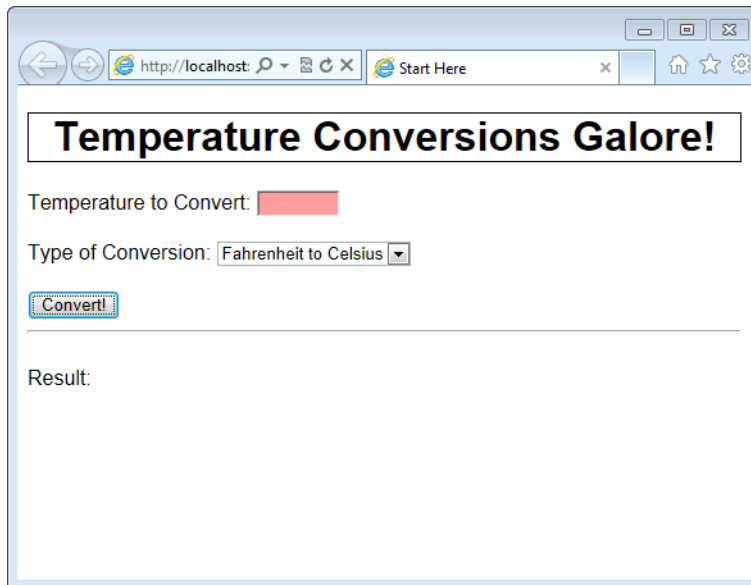 http://localhost:
Start Here
Temperature Conversions Galore!
Temperature to Convert:
Type of Conversion: Fahrenheit to Celsius
Convert!
Result: